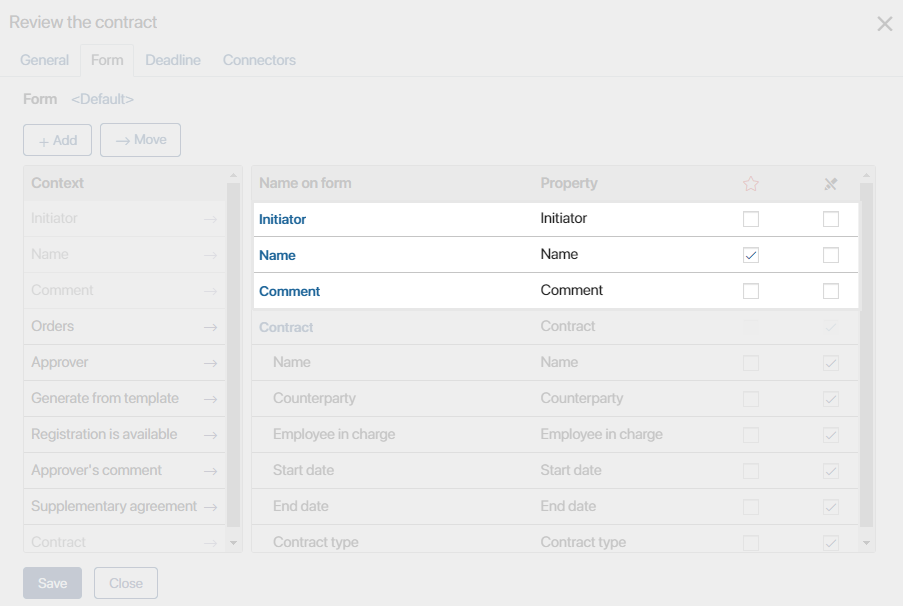 Review the contract
General Form Deadline Connectors
Form <Default>
+ Add → Move
Context Name on form Property
Initiator → Initiator Initiator
Name → Name Name
Comment → Comment Comment
Orders → Contract Contract
Approver → Name Name
Generate from template → Counterparty Counterparty
Registration is available → Employee in charge Employee in charge
Approver's comment → Start date Start date
Supplementary agreement → End date End date
Contract → Contract type Contract type
Save Close